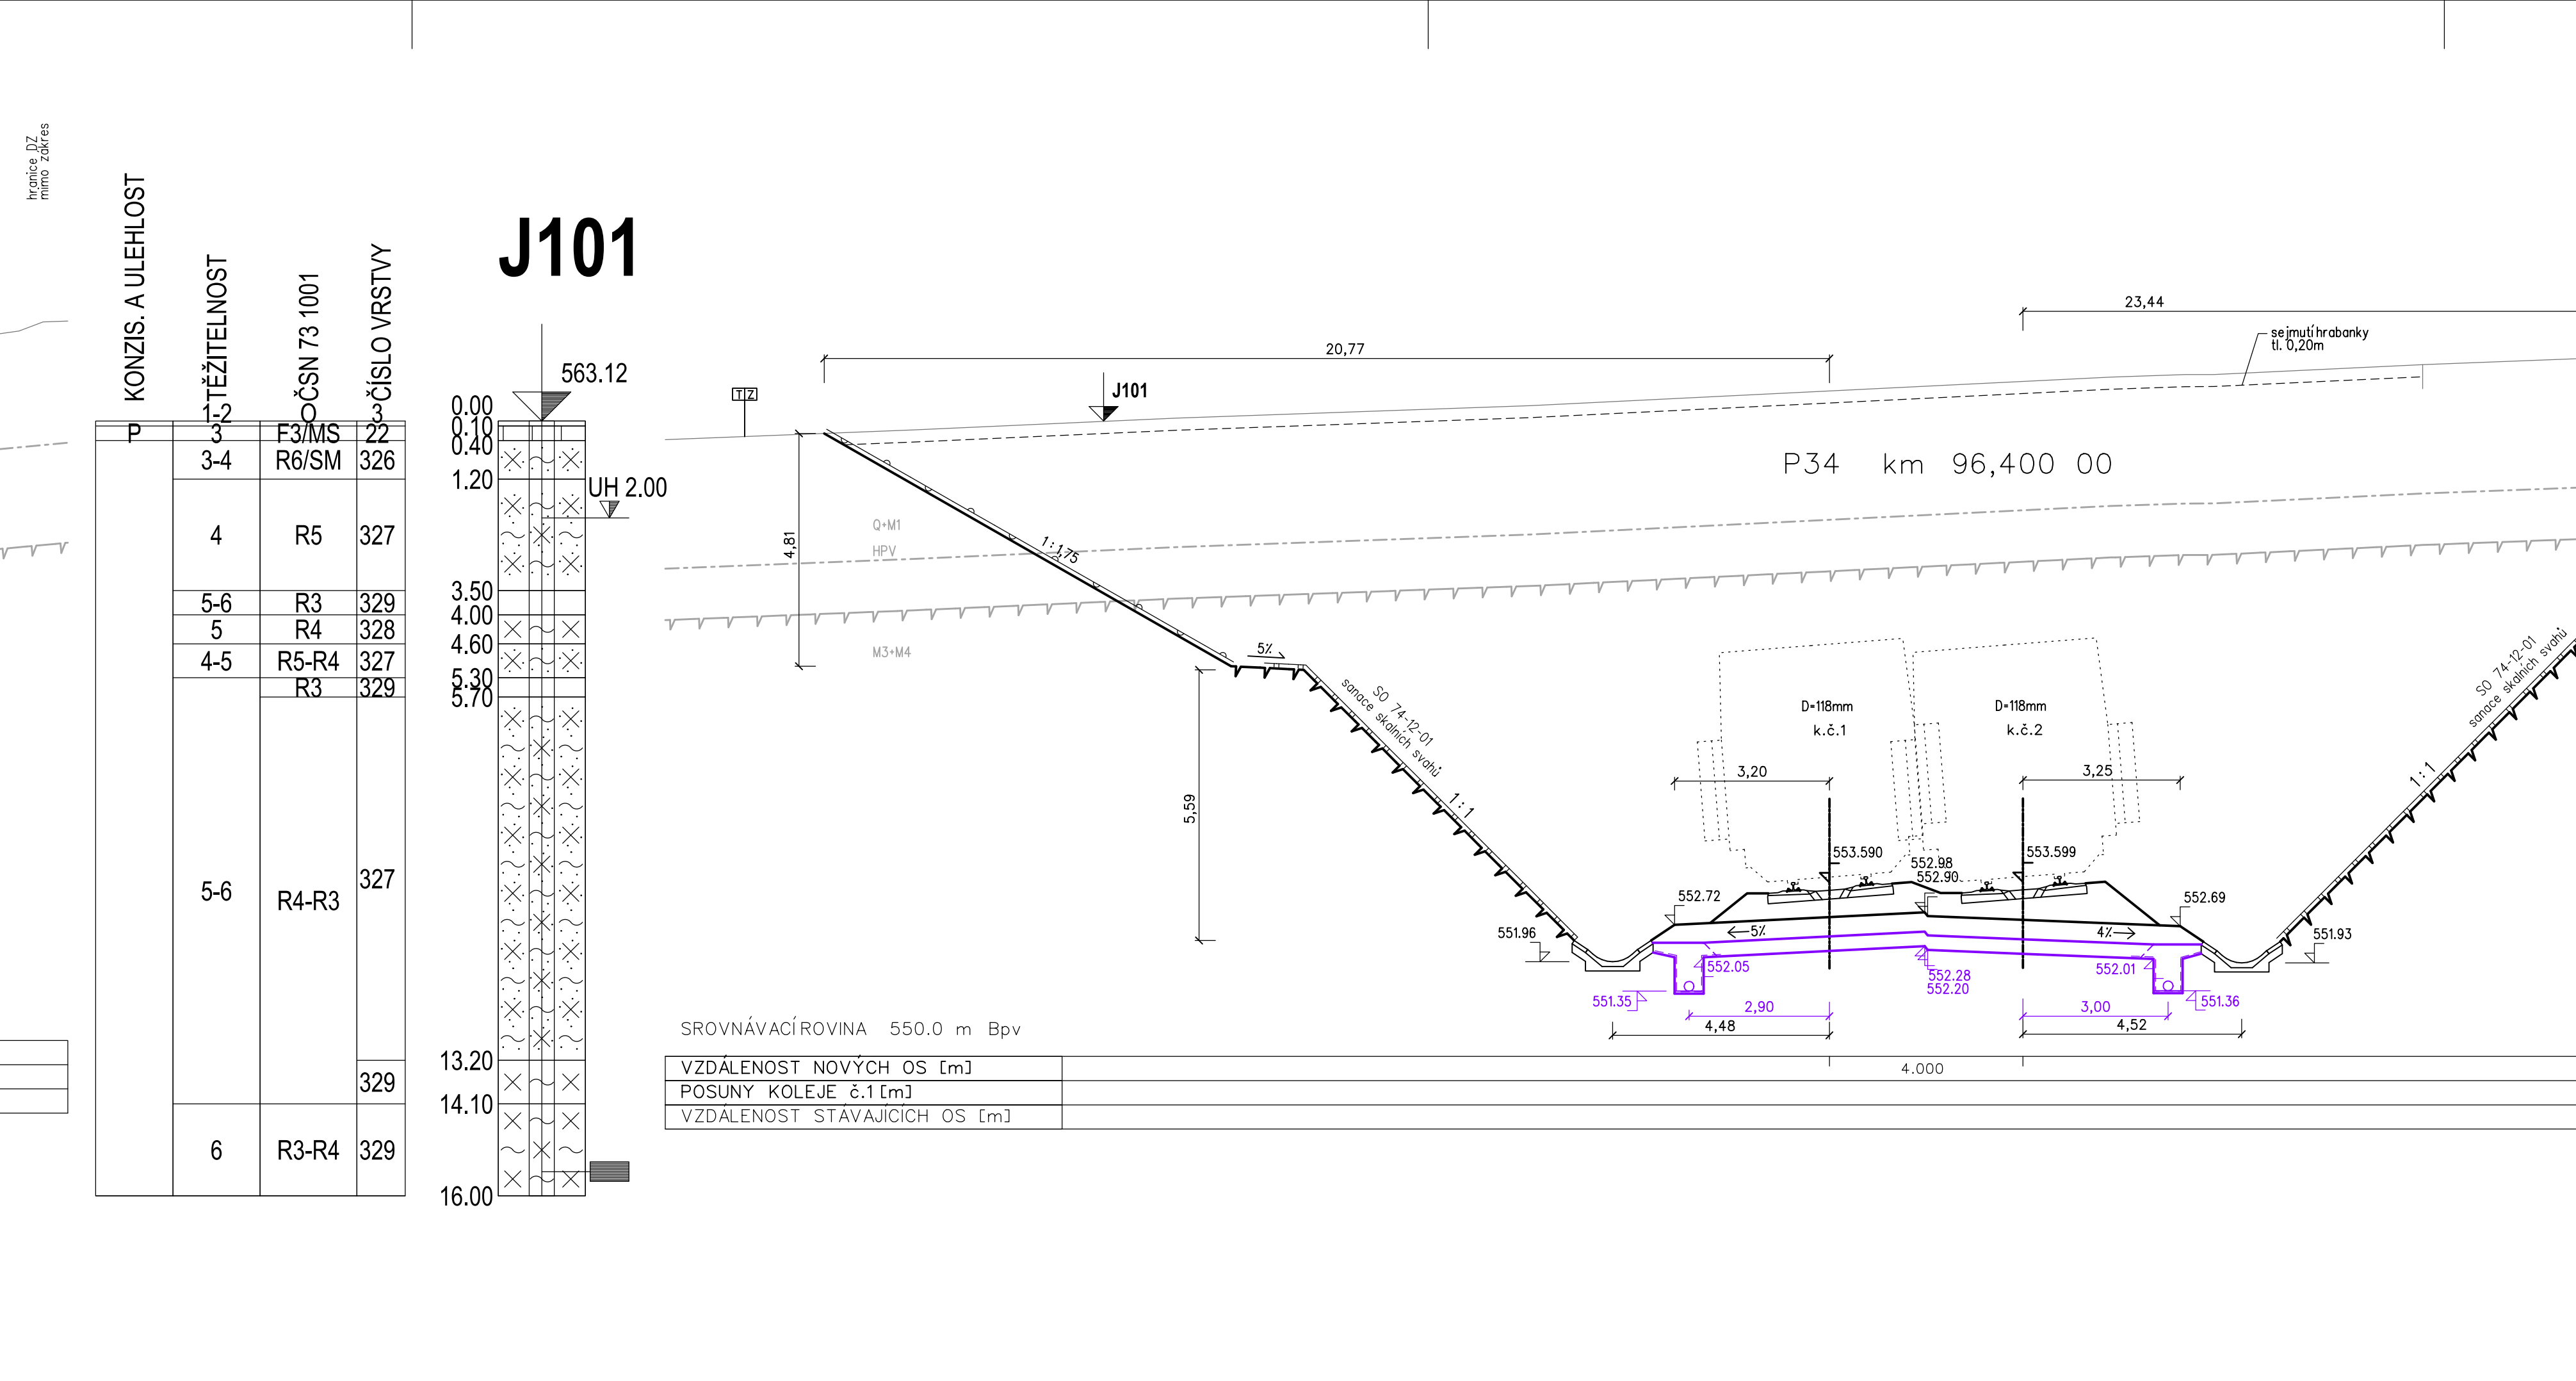 hranice DZ
mimo zákres
KONZIS. A ULEHLOST
TĚŽITELNOST
ČSN 73 1001
ČÍSLO VRSTVY
J101
563.12
1-2 O 3 0.00
P 3 F3/MS 22 0.10
0.40
3-4 R6/SM 326
1.20
UH 2.00
4 R5 327
3.50
5-6 R3 329
4.00
5 R4 328
4.60
4-5 R5-R4 327
5.30
R3 329
5.70
5-6 R4-R3 327
13.20
329
14.10
6 R3-R4 329
16.00
23,44
sejmutí hrabanky
tl. 0,20m
20,77
TZ
J101
P34 km 96,400 00
Q+M1
HPV
M3+M4
4,81
1:1,75
5%
SO 74-12-01
sanace skalních svahů
1:1
5,59
SO 74-12-01
sanace skalních svahů
1:1
D=118mm
k.č.1
D=118mm
k.č.2
3,20
3,25
553.590
552.98
552.90
553.599
552.72
552.69
551.96
5%
4%
551.93
552.05
552.28
552.20
552.01
551.35
551.36
2,90
3,00
4,48
4,52
SROVNÁVACÍ ROVINA 550.0 m Bpv
VZDÁLENOST NOVÝCH OS [m]
4.000
POSUNY KOLEJE č.1 [m]
VZDÁLENOST STÁVAJÍCÍCH OS [m]